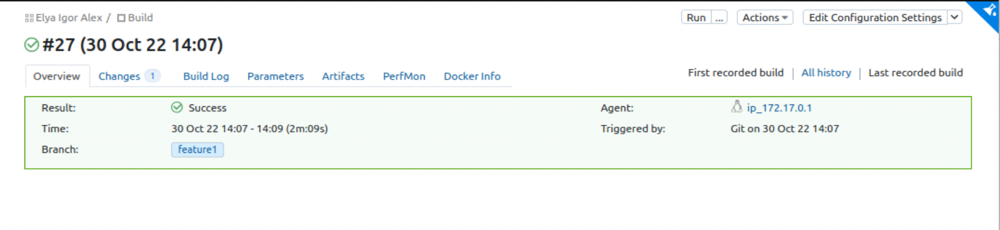 Elya Igor Alex / Build
Run ... Actions Edit Configuration Settings
#27 (30 Oct 22 14:07)
Overview Changes 1 Build Log Parameters Artifacts PerfMon Docker Info
First recorded build | All history | Last recorded build
Result: Success Agent: ip_172.17.0.1
Time: 30 Oct 22 14:07 - 14:09 (2m:09s) Triggered by: Git on 30 Oct 22 14:07
Branch: feature1